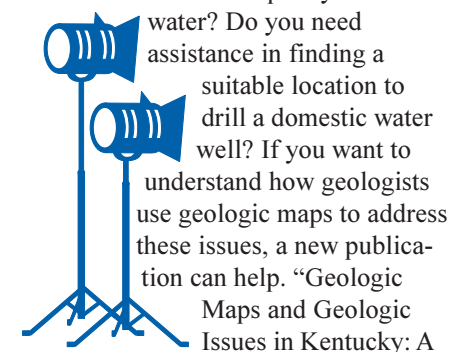 water? Do you need
assistance in finding a
suitable location to
drill a domestic water
well? If you want to
understand how geologists
use geologic maps to address
these issues, a new publica-
tion can help. “Geologic
Maps and Geologic
Issues in Kentucky: A